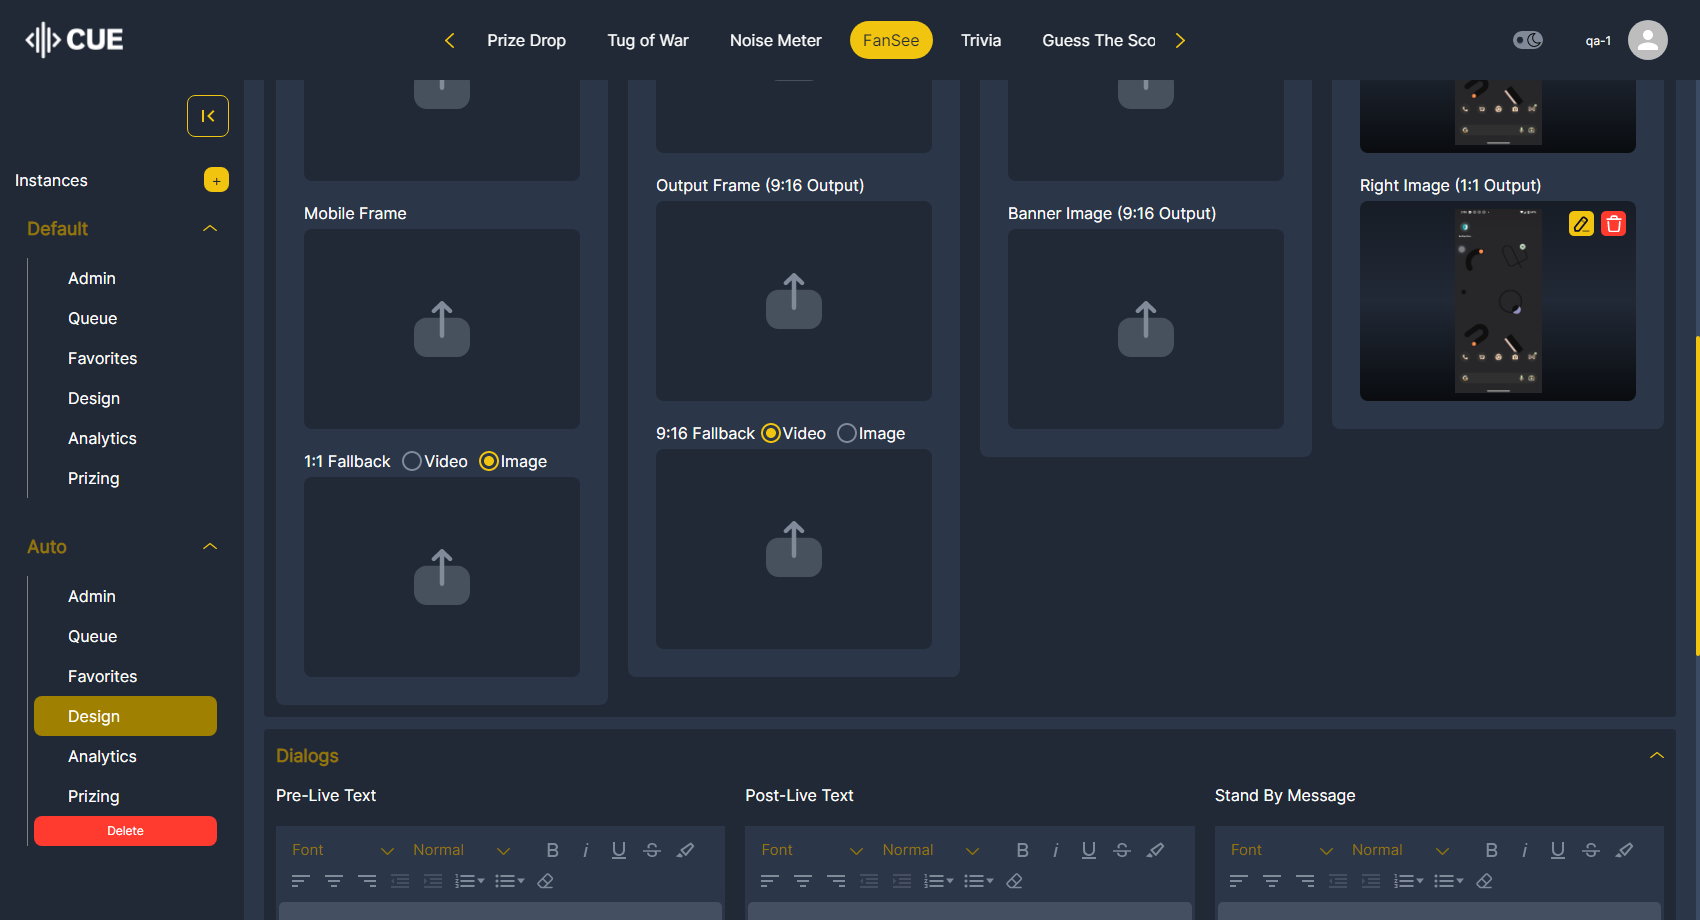 CUE
Prize Drop
Tug of War
Noise Meter
FanSee
Trivia
Guess The Sco
qa-1
Instances
+
Default
Admin
Queue
Favorites
Design
Analytics
Prizing
Auto
Admin
Queue
Favorites
Design
Analytics
Prizing
Delete
Mobile Frame
1:1 Fallback Video Image
Output Frame (9:16 Output)
9:16 Fallback Video Image
Banner Image (9:16 Output)
Right Image (1:1 Output)
Dialogs
Pre-Live Text
Font Normal B i U S
Post-Live Text
Font Normal B i U S
Stand By Message
Font Normal B i U S